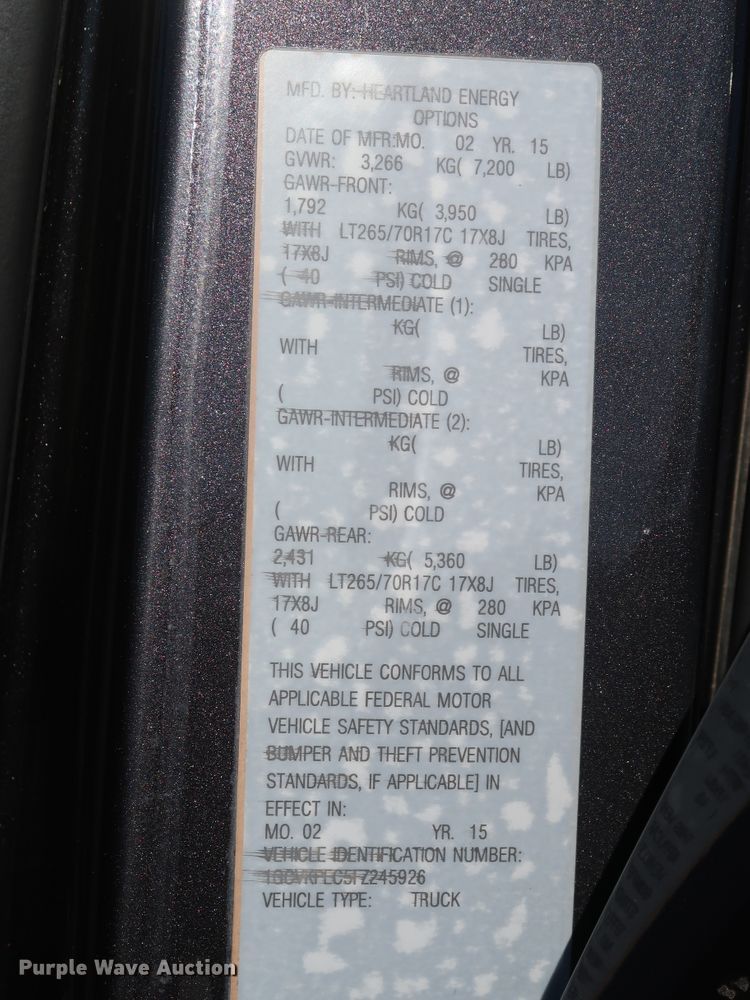 MFD. BY: HEARTLAND ENERGY
OPTIONS
DATE OF MFR:MO. 02 YR. 15
GVWR: 3,266 KG( 7,200 LB)
GAWR-FRONT:
1,792 KG( 3,950 LB)
WITH LT265/70R17C 17X8J TIRES,
17X8J RIMS, @ 280 KPA
( 40 PSI) COLD SINGLE
GAWR-INTERMEDIATE (1):
KG( LB)
WITH TIRES,
RIMS, @ KPA
( PSI) COLD
GAWR-INTERMEDIATE (2):
KG( LB)
WITH TIRES,
RIMS, @ KPA
( PSI) COLD
GAWR-REAR:
2,431 KG( 5,360 LB)
WITH LT265/70R17C 17X8J TIRES,
17X8J RIMS, @ 280 KPA
( 40 PSI) COLD SINGLE
THIS VEHICLE CONFORMS TO ALL
APPLICABLE FEDERAL MOTOR
VEHICLE SAFETY STANDARDS, [AND
BUMPER AND THEFT PREVENTION
STANDARDS, IF APPLICABLE] IN
EFFECT IN:
MO. 02 YR. 15
VEHICLE IDENTIFICATION NUMBER:
VEHICLE TYPE: TRUCK
Purple Wave Auction